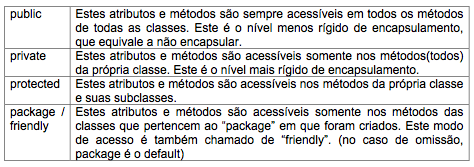 public Estes atributos e métodos são sempre acessíveis em todos os métodos
de todas as classes. Este é o nível menos rígido de encapsulamento,
que equivale a não encapsular.
private Estes atributos e métodos são acessíveis somente nos métodos(todos)
da própria classe. Este é o nível mais rígido de encapsulamento.
protected Estes atributos e métodos são acessíveis nos métodos da própria classe
e suas subclasses.
package / Estes atributos e métodos são acessíveis somente nos métodos das
friendly classes que pertencem ao “package” em que foram criados. Este modo
de acesso é também chamado de “friendly”. (no caso de omissão,
package é o default)